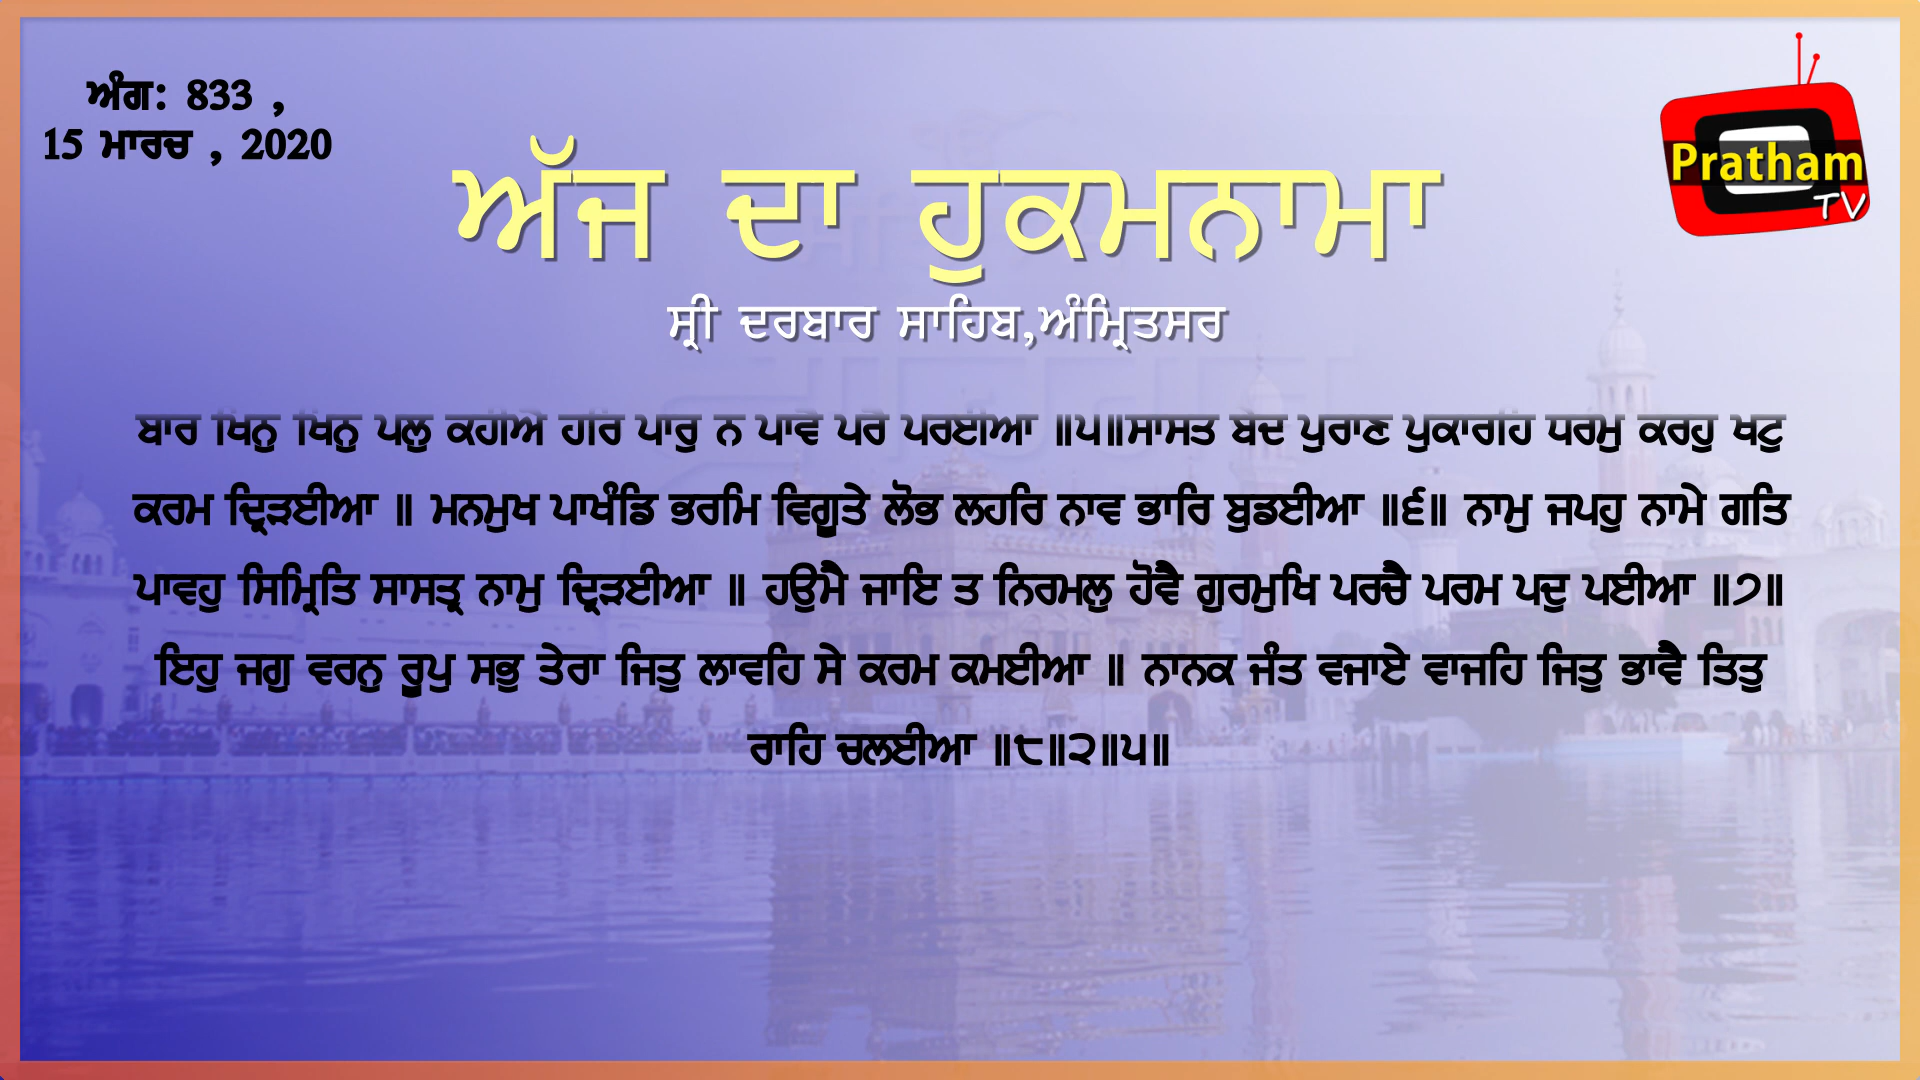 ਅੰਗ: 833 ,
15 ਮਾਰਚ , 2020
Pratham
TV
ਅੱਜ ਦਾ ਹੁਕਮਨਾਮਾ
ਸ੍ਰੀ ਦਰਬਾਰ ਸਾਹਿਬ,ਅੰਮ੍ਰਿਤਸਰ
ਬਾਰ ਖਿਨੁ ਖਿਨੁ ਪਲੁ ਕਹੀਅੈ ਹਰਿ ਪਾਰੁ ਨ ਪਾਵੈ ਪਰੈ ਪਰਈਆ ॥੫॥ਸਾਸਤ ਬੇਦ ਪੁਰਾਣ ਪੁਕਾਰਹਿ ਧਰਮੁ ਕਰਹੁ ਖਟੁ
ਕਰਮ ਦ੍ਰਿੜਈਆ ॥ ਮਨਮੁਖ ਪਾਖੰਡਿ ਭਰਮਿ ਵਿਗੂਤੇ ਲੋਭ ਲਹਰਿ ਨਾਵ ਭਾਰਿ ਬੁਡਈਆ ॥੬॥ ਨਾਮੁ ਜਪਹੁ ਨਾਮੇ ਗਤਿ
ਪਾਵਹੁ ਸਿਮ੍ਰਿਤਿ ਸਾਸਤ੍ਰ ਨਾਮੁ ਦ੍ਰਿੜਈਆ ॥ ਹਉਮੈ ਜਾਇ ਤ ਨਿਰਮਲੁ ਹੋਵੈ ਗੁਰਮੁਖਿ ਪਰਚੈ ਪਰਮ ਪਦੁ ਪਈਆ ॥੭॥
ਇਹੁ ਜਗੁ ਵਰਨੁ ਰੂਪੁ ਸਭੁ ਤੇਰਾ ਜਿਤੁ ਲਾਵਹਿ ਸੇ ਕਰਮ ਕਮਈਆ ॥ ਨਾਨਕ ਜੰਤ ਵਜਾਏ ਵਾਜਹਿ ਜਿਤੁ ਭਾਵੈ ਤਿਤੁ
ਰਾਹਿ ਚਲਈਆ ॥੮॥੨॥੫॥